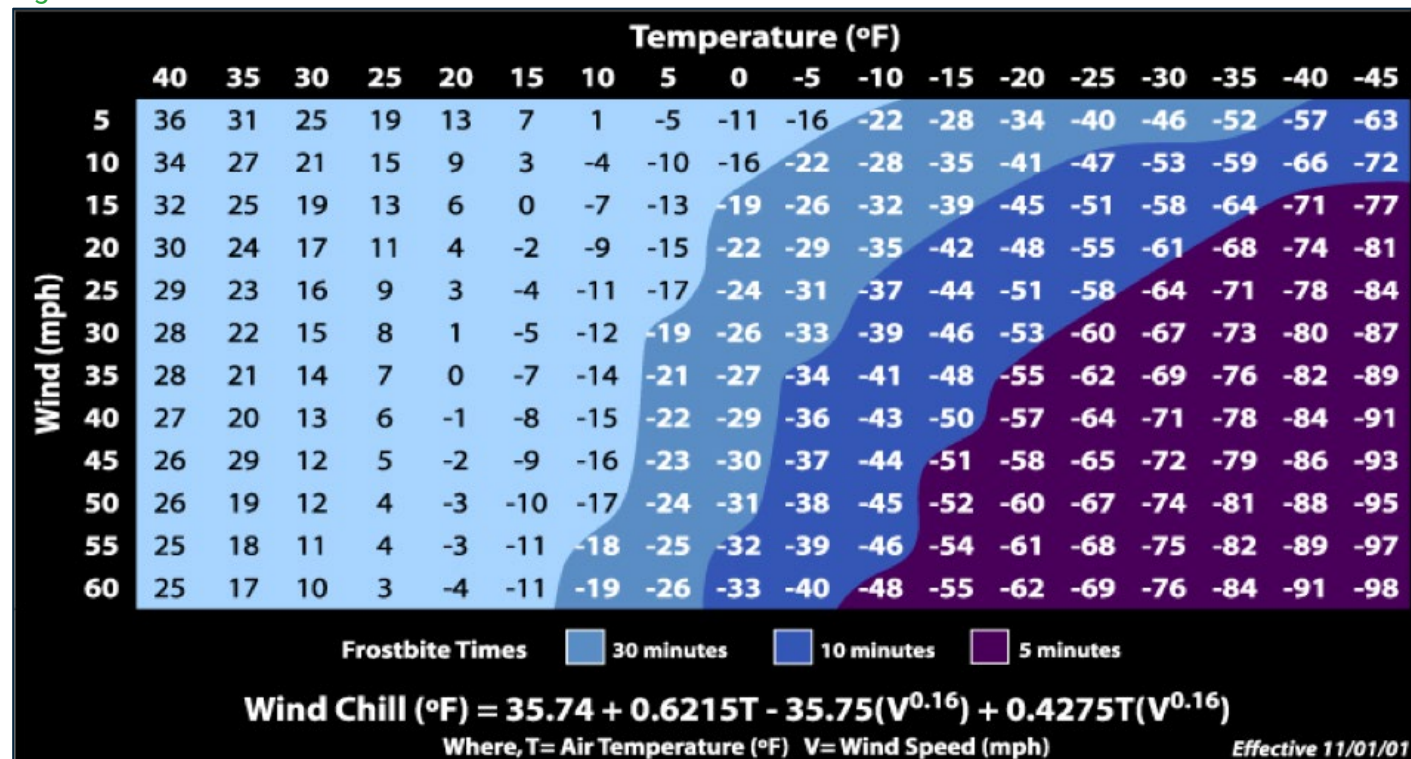 Temperature (ºF)
40 35 30 25 20 15 10 5 0 -5 -10 -15 -20 -25 -30 -35 -40 -45
Wind (mph)
5 36 31 25 19 13 7 1 -5 -11 -16 -22 -28 -34 -40 -46 -52 -57 -63
10 34 27 21 15 9 3 -4 -10 -16 -22 -28 -35 -41 -47 -53 -59 -66 -72
15 32 25 19 13 6 0 -7 -13 -19 -26 -32 -39 -45 -51 -58 -64 -71 -77
20 30 24 17 11 4 -2 -9 -15 -22 -29 -35 -42 -48 -55 -61 -68 -74 -81
25 29 23 16 9 3 -4 -11 -17 -24 -31 -37 -44 -51 -58 -64 -71 -78 -84
30 28 22 15 8 1 -5 -12 -19 -26 -33 -39 -46 -53 -60 -67 -73 -80 -87
35 28 21 14 7 0 -7 -14 -21 -27 -34 -41 -48 -55 -62 -69 -76 -82 -89
40 27 20 13 6 -1 -8 -15 -22 -29 -36 -43 -50 -57 -64 -71 -78 -84 -91
45 26 29 12 5 -2 -9 -16 -23 -30 -37 -44 -51 -58 -65 -72 -79 -86 -93
50 26 19 12 4 -3 -10 -17 -24 -31 -38 -45 -52 -60 -67 -74 -81 -88 -95
55 25 18 11 4 -3 -11 -18 -25 -32 -39 -46 -54 -61 -68 -75 -82 -89 -97
60 25 17 10 3 -4 -11 -19 -26 -33 -40 -48 -55 -62 -69 -76 -84 -91 -98
Frostbite Times 30 minutes 10 minutes 5 minutes
Wind Chill (ºF) = 35.74 + 0.6215T - 35.75(V^0.16) + 0.4275T(V^0.16)
Where, T= Air Temperature (ºF) V= Wind Speed (mph) Effective 11/01/01